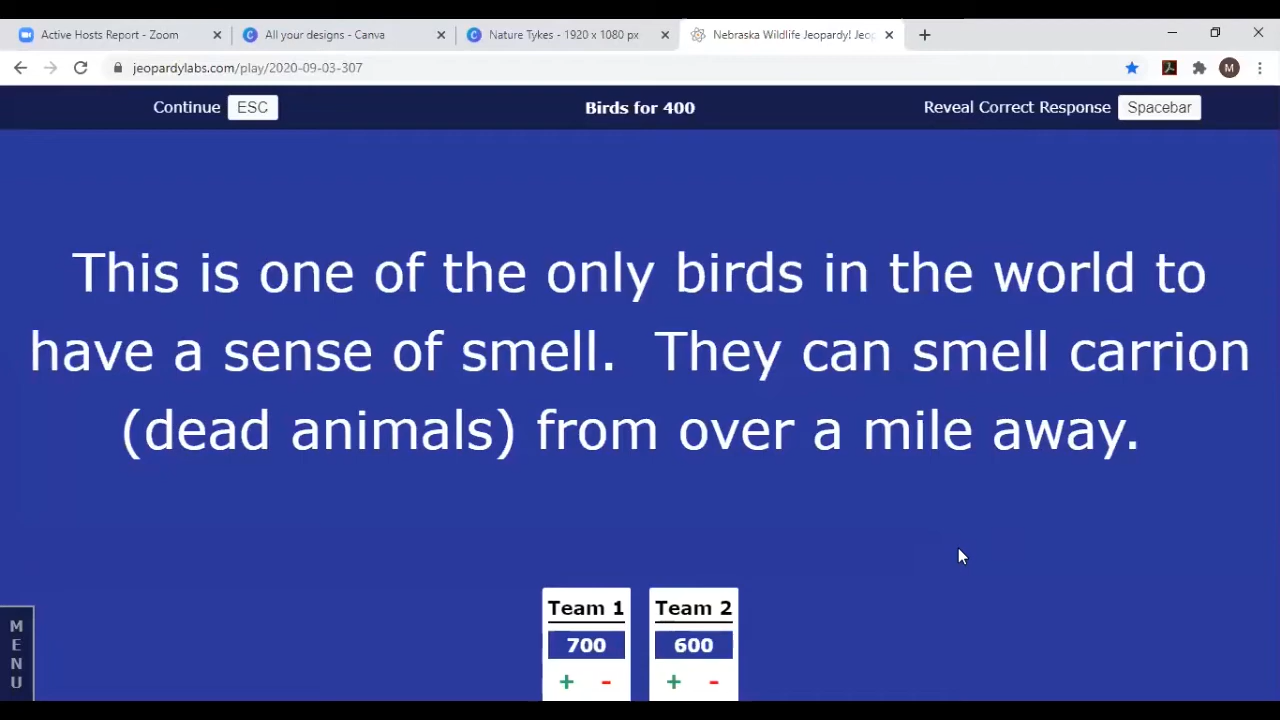 Active Hosts Report - Zoom
All your designs - Canva
Nature Tykes - 1920 x 1080 px
Nebraska Wildlife Jeopardy! Jeop
jeopardylabs.com/play/2020-09-03-307
M
Continue ESC
Birds for 400
Reveal Correct Response Spacebar
This is one of the only birds in the world to
have a sense of smell. They can smell carrion
(dead animals) from over a mile away.
MENU
Team 1 Team 2
700 600
+ - + -